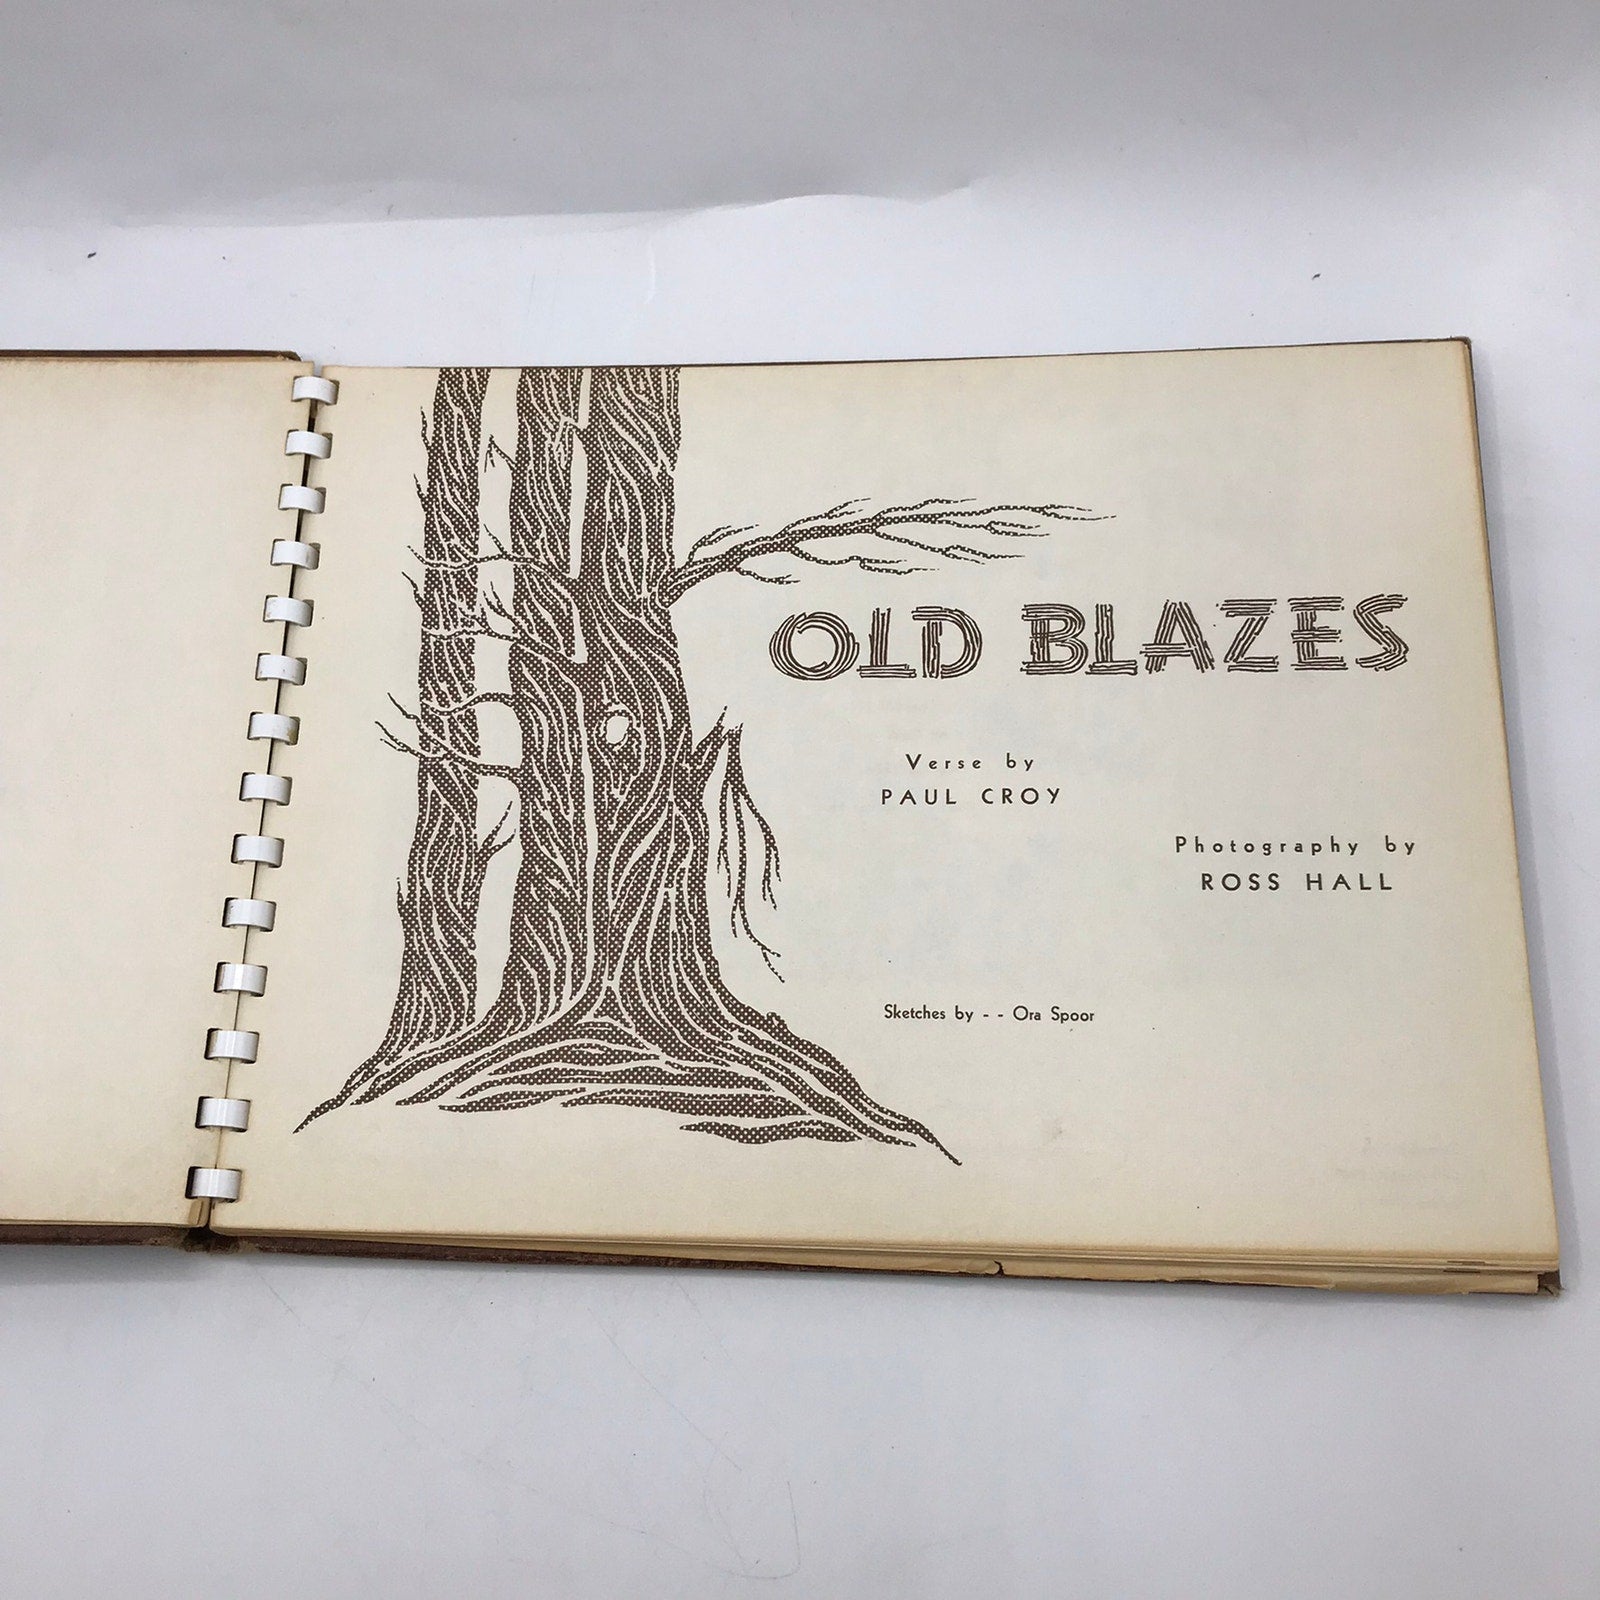 OLD BLAZES
Verse by
PAUL CROY
Photography by
ROSS HALL
Sketches by - - Ora Spoor